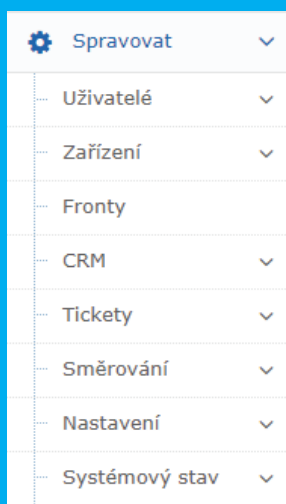 Spravovat
Uživatelé
Zařízení
Fronty
CRM
Tickety
Směrování
Nastavení
Systémový stav